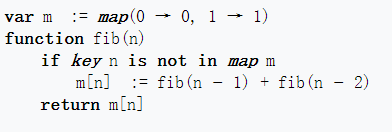 var m := map(0 → 0, 1 → 1)
function fib(n)
    if key n is not in map m
        m[n] := fib(n − 1) + fib(n − 2)
    return m[n]